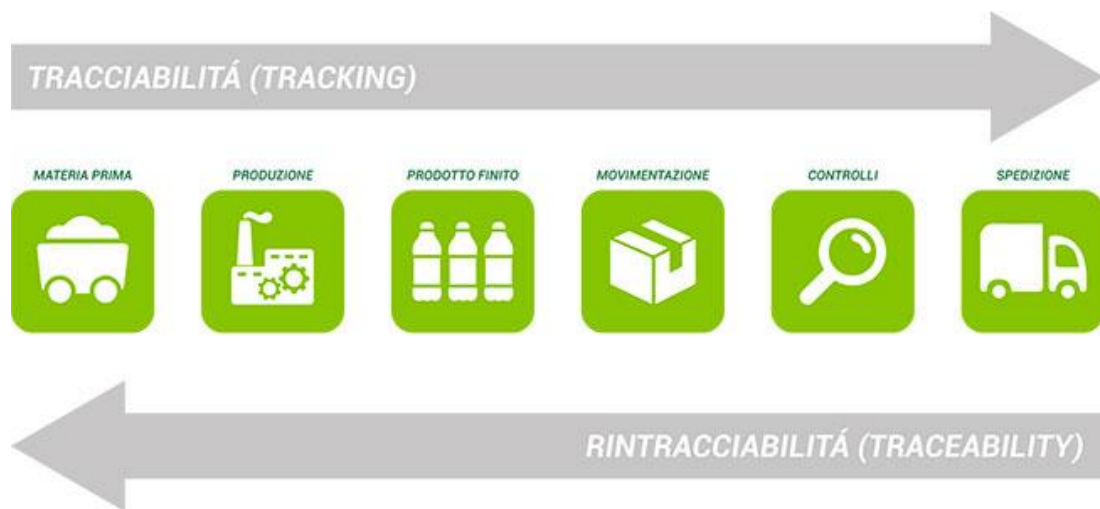 TRACCIABILITÁ (TRACKING)
MATERIA PRIMA
PRODUZIONE
PRODOTTO FINITO
MOVIMENTAZIONE
CONTROLLI
SPEDIZIONE
RINTRACCIABILITÁ (TRACEABILITY)